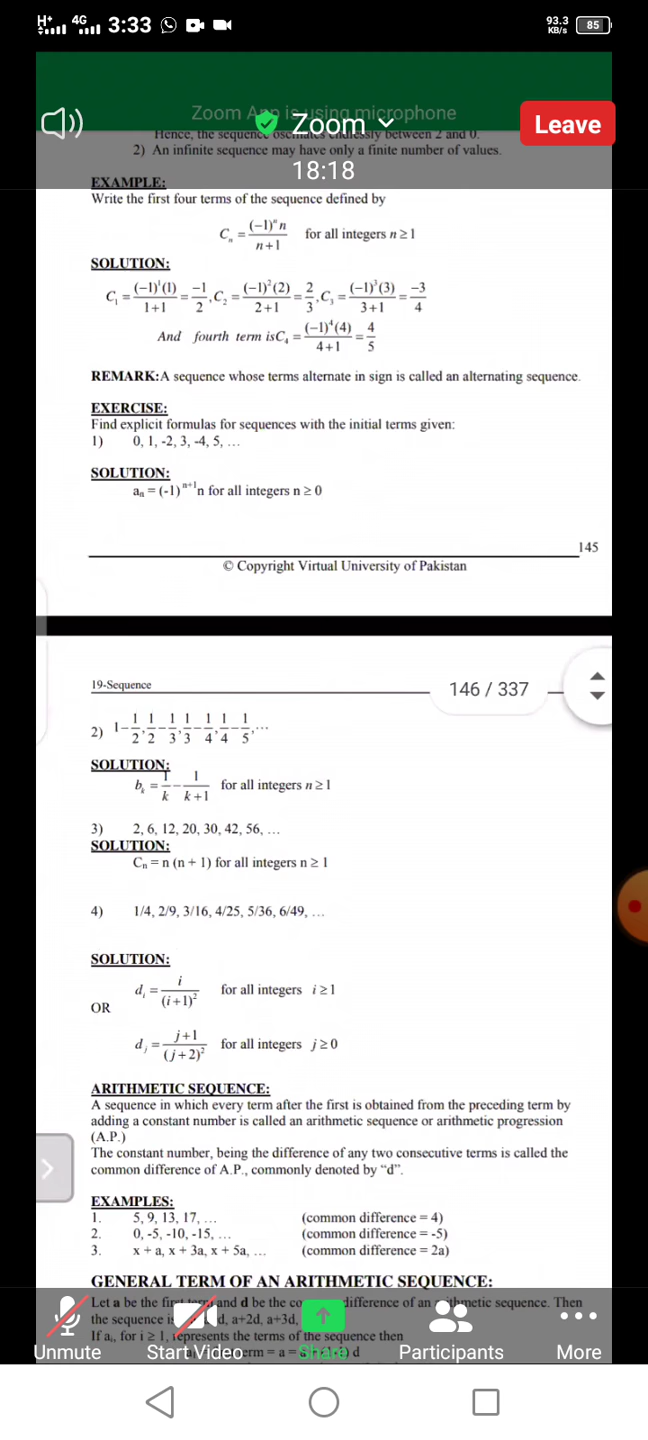 H+ 4G 3:33 93.3 KB/s 85
Zoom App is using microphone
Zoom Leave
Hence, the sequence oscillates endlessly between 2 and 0.
2) An infinite sequence may have only a finite number of values.
18:18
EXAMPLE:
Write the first four terms of the sequence defined by
C_n = (-1)^n n / (n+1) for all integers n ≥ 1
SOLUTION:
C_1 = (-1)^1(1) / (1+1) = -1/2, C_2 = (-1)^2(2) / (2+1) = 2/3, C_3 = (-1)^3(3) / (3+1) = -3/4
And fourth term is C_4 = (-1)^4(4) / (4+1) = 4/5
REMARK:A sequence whose terms alternate in sign is called an alternating sequence.
EXERCISE:
Find explicit formulas for sequences with the initial terms given:
1) 0, 1, -2, 3, -4, 5, …
SOLUTION:
a_n = (-1)^(n+1) n for all integers n ≥ 0
145
© Copyright Virtual University of Pakistan
19-Sequence
146 / 337
2) 1 - 1/2, 1/2 - 1/3, 1/3 - 1/4, 1/4 - 1/5, …
SOLUTION:
b_k = 1/k - 1/(k+1) for all integers n ≥ 1
3) 2, 6, 12, 20, 30, 42, 56, …
SOLUTION:
C_n = n (n + 1) for all integers n ≥ 1
4) 1/4, 2/9, 3/16, 4/25, 5/36, 6/49, …
SOLUTION:
d_i = i / (i+1)^2 for all integers i ≥ 1
OR
d_j = (j+1) / (j+2)^2 for all integers j ≥ 0
ARITHMETIC SEQUENCE:
A sequence in which every term after the first is obtained from the preceding term by
adding a constant number is called an arithmetic sequence or arithmetic progression
(A.P.)
The constant number, being the difference of any two consecutive terms is called the
common difference of A.P., commonly denoted by “d”.
EXAMPLES:
1. 5, 9, 13, 17, … (common difference = 4)
2. 0, -5, -10, -15, … (common difference = -5)
3. x + a, x + 3a, x + 5a, … (common difference = 2a)
GENERAL TERM OF AN ARITHMETIC SEQUENCE:
Let a be the first term and d be the difference of an arithmetic sequence. Then
the sequence is d, a+2d, a+3d,
If a_i, for i ≥ 1, represents the terms of the sequence then
term = a = a d
Unmute Start Video Share Participants More